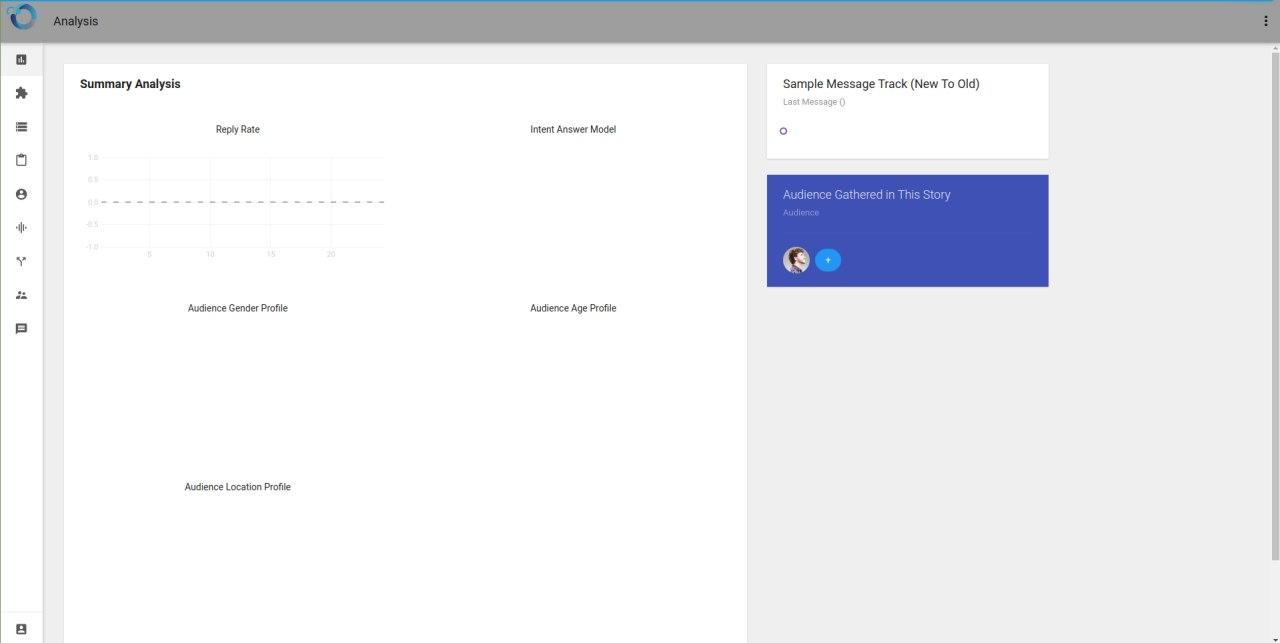 Analysis
Summary Analysis
Reply Rate
Intent Answer Model
1.0
0.5
0.0
-0.5
-1.0
5 10 15 20
Audience Gender Profile
Audience Age Profile
Audience Location Profile
Sample Message Track (New To Old)
Last Message ()
Audience Gathered in This Story
Audience
+